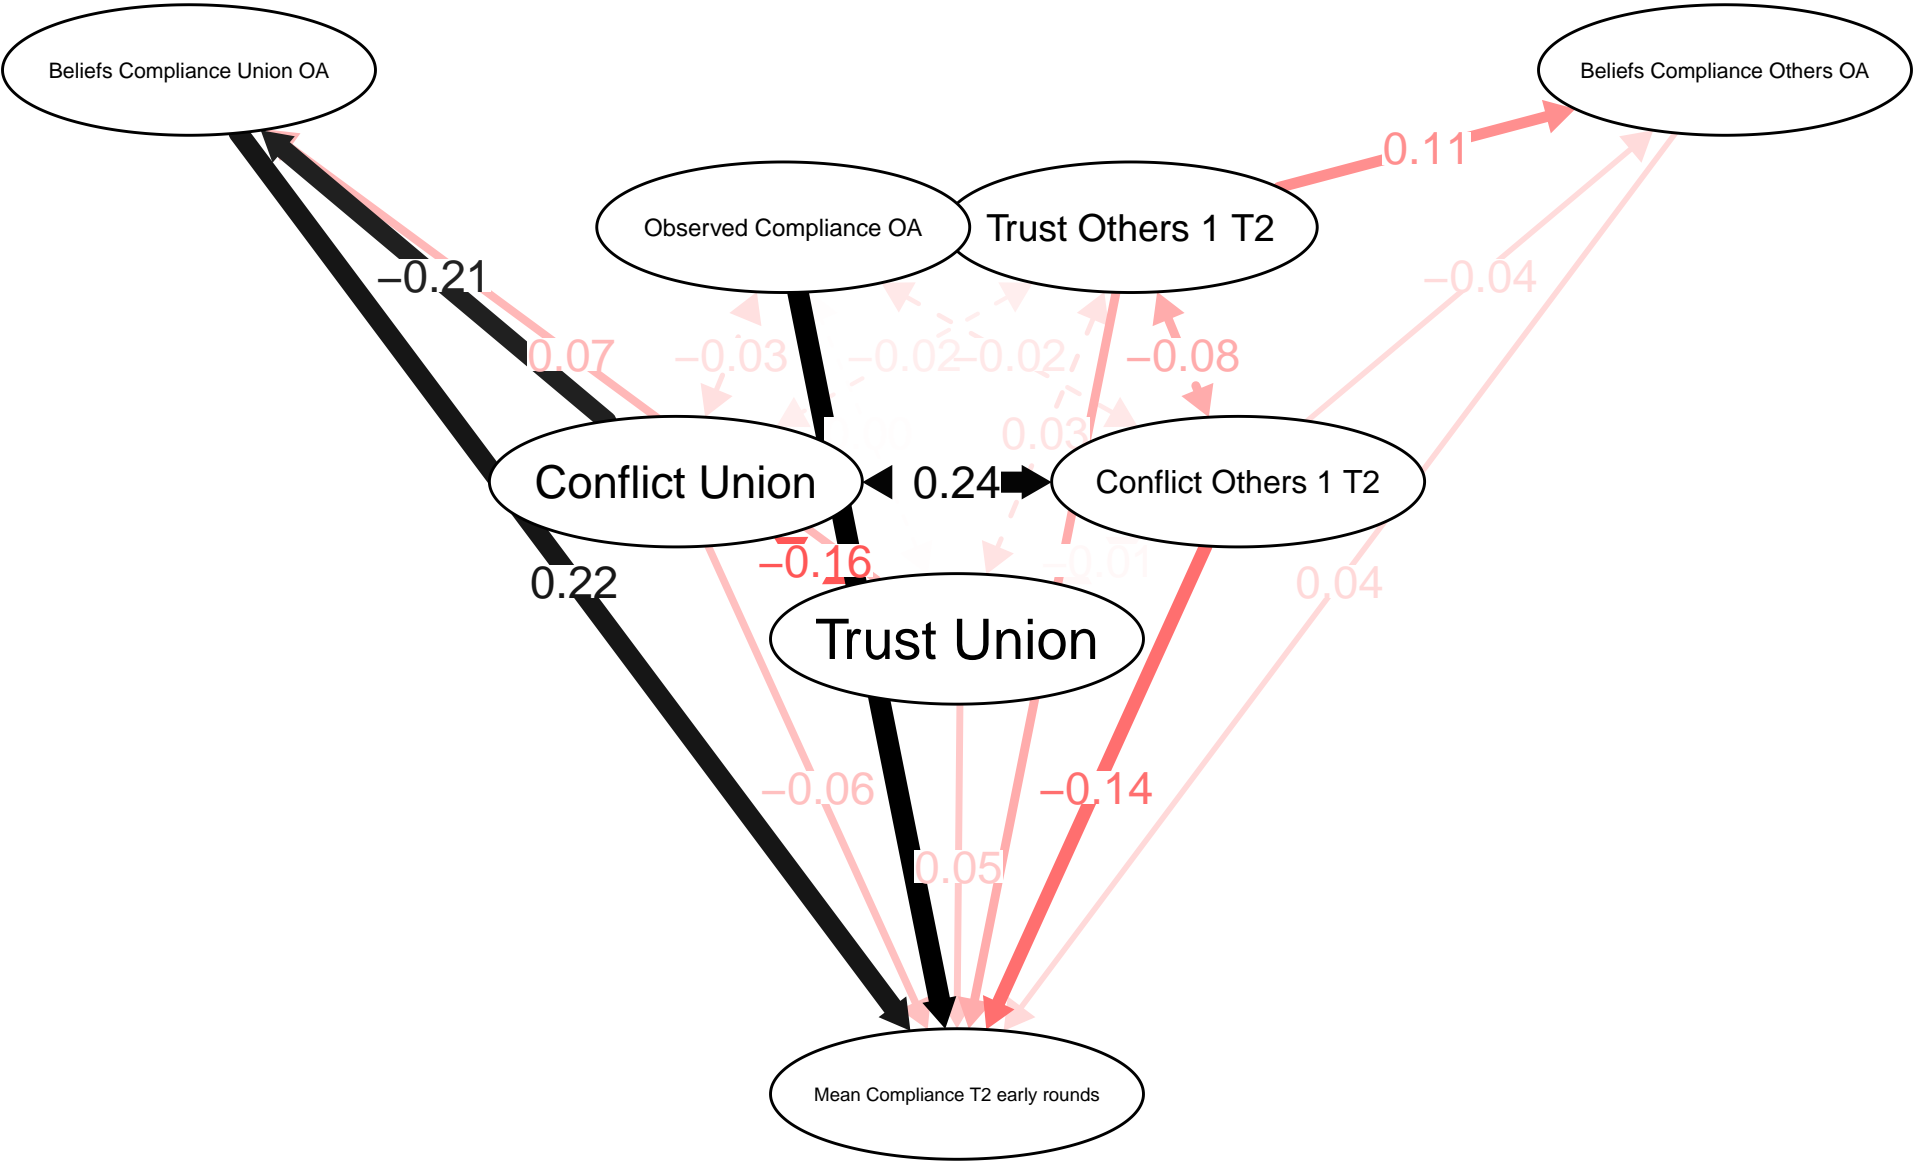 Beliefs Compliance Union OA
Beliefs Compliance Others OA
0.11
Observed Compliance OA
Trust Others 1 T2
−0.21
−0.04
0.07
−0.03
−0.02
−0.02
−0.08
0.03
Conflict Union
0.24
Conflict Others 1 T2
−0.16
−0.01
0.22
0.04
Trust Union
−0.06
−0.14
0.05
Mean Compliance T2 early rounds